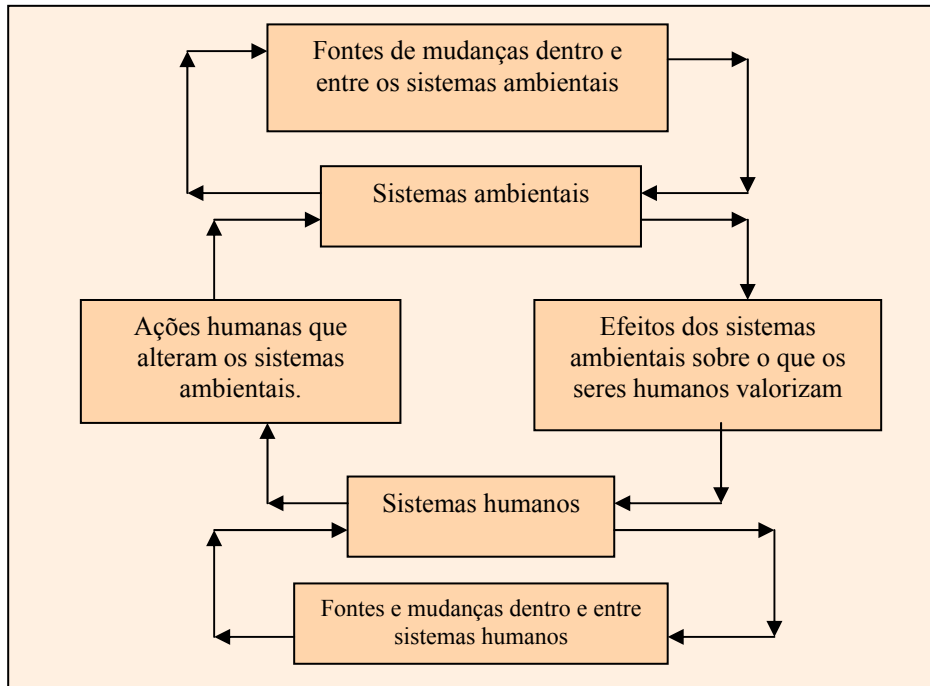 Fontes de mudanças dentro e
entre os sistemas ambientais
Sistemas ambientais
Ações humanas que
alteram os sistemas
ambientais.
Efeitos dos sistemas
ambientais sobre o que os
seres humanos valorizam
Sistemas humanos
Fontes e mudanças dentro e entre
sistemas humanos